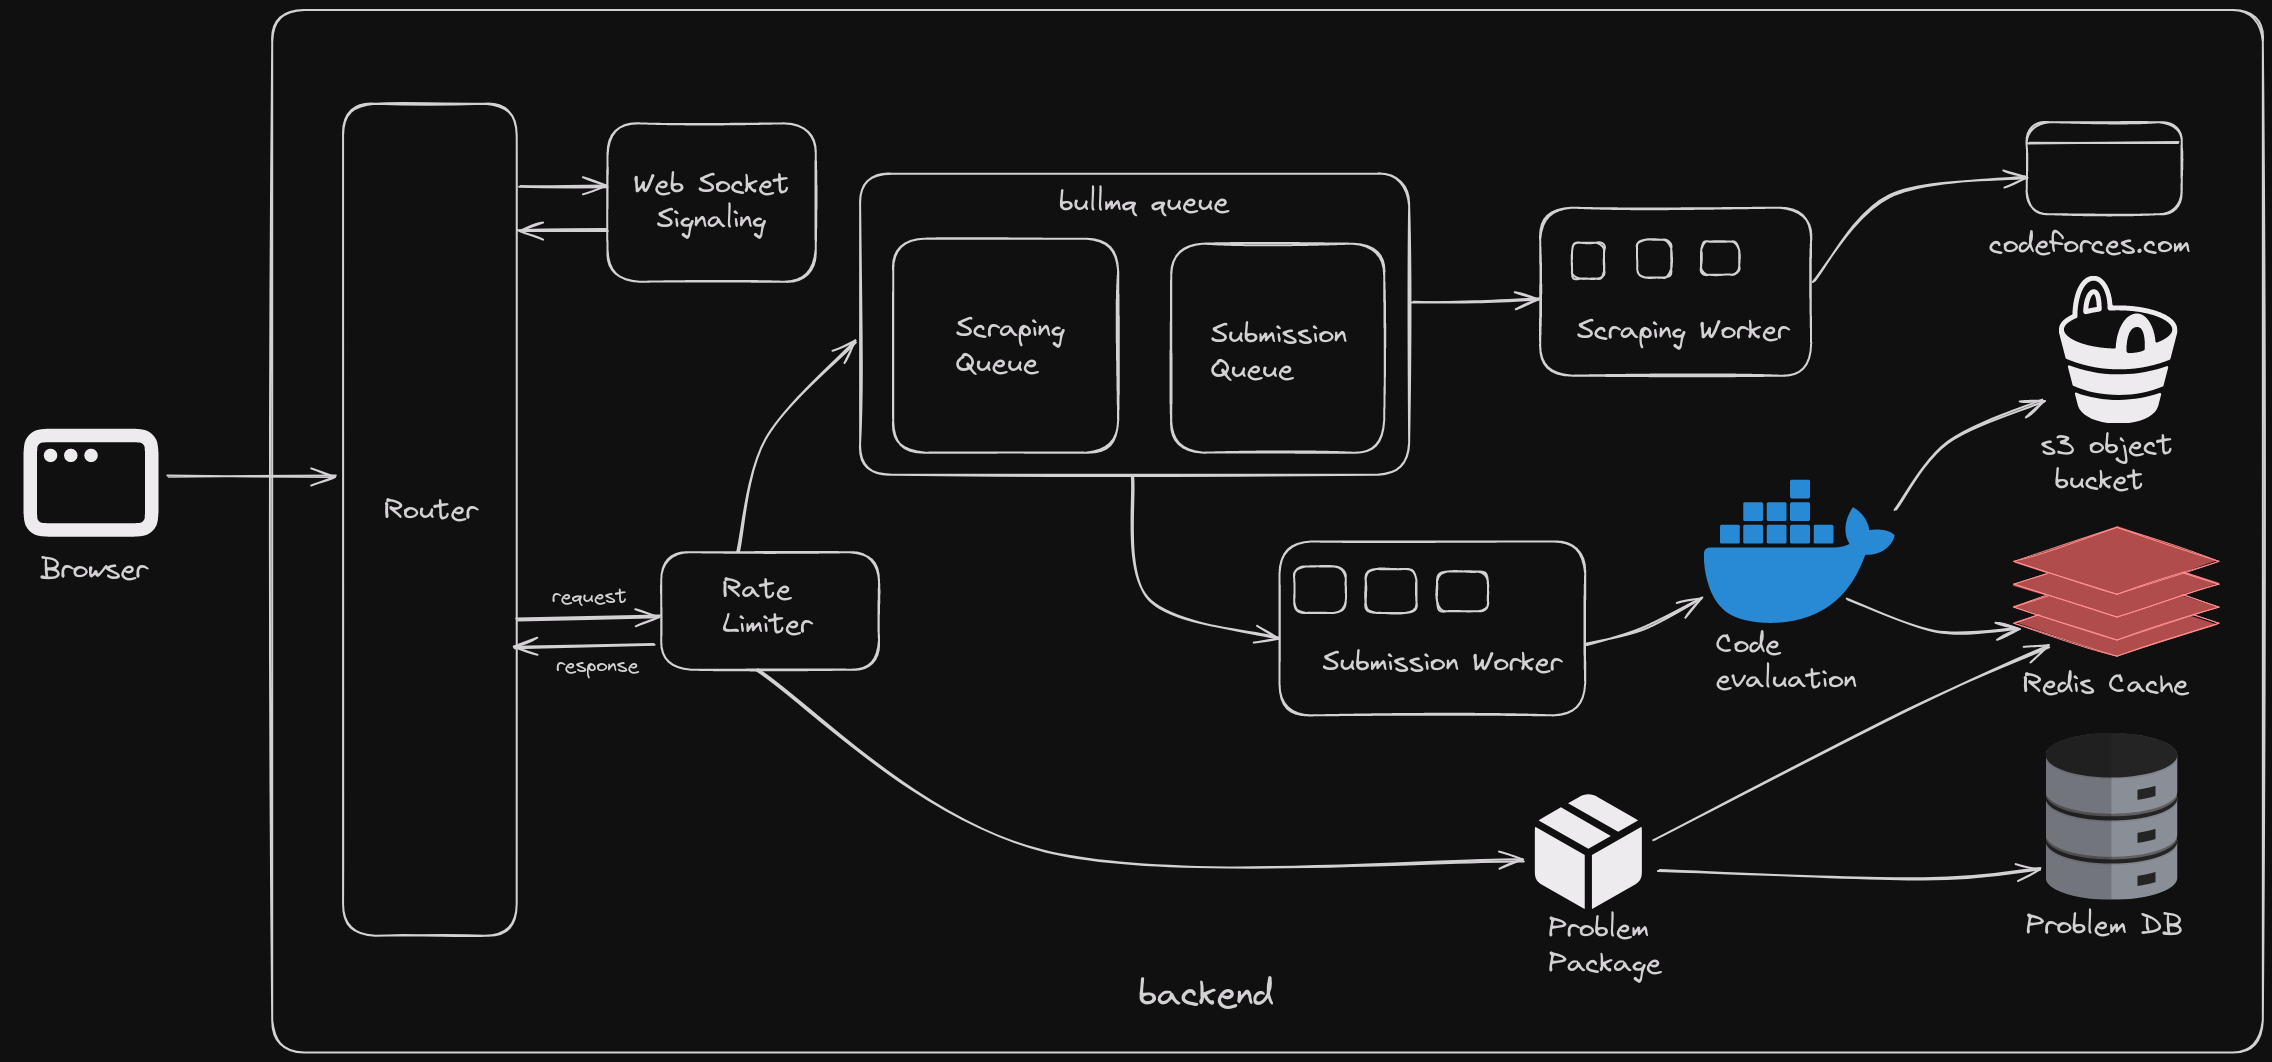 Browser
Router
Web Socket
Signaling
request
response
Rate
Limiter
bullmq queue
Scraping
Queue
Submission
Queue
Scraping Worker
Submission Worker
Code
evaluation
codeforces.com
s3 object
bucket
Redis Cache
Problem DB
Problem
Package
backend